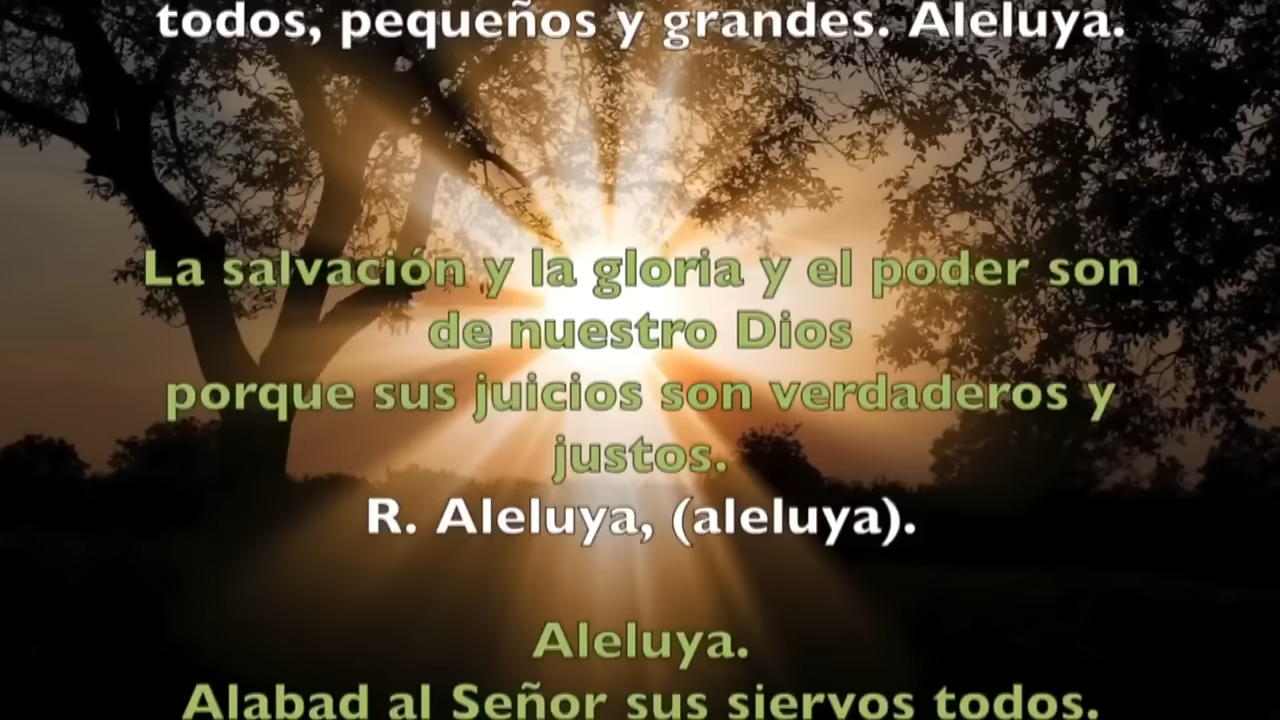 todos, pequeños y grandes. Aleluya.
La salvación y la gloria y el poder son
de nuestro Dios
porque sus juicios son verdaderos y
justos.
R. Aleluya, (aleluya).
Aleluya.
Alabad al Señor sus siervos todos.